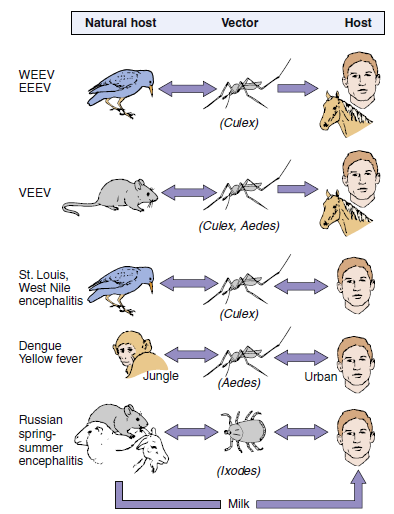 Natural host Vector Host
WEEV
EEEV
(Culex)
VEEV
(Culex, Aedes)
St. Louis,
West Nile
encephalitis
(Culex)
Dengue
Yellow fever
Jungle
(Aedes)
Urban
Russian
spring-
summer
encephalitis
(Ixodes)
Milk